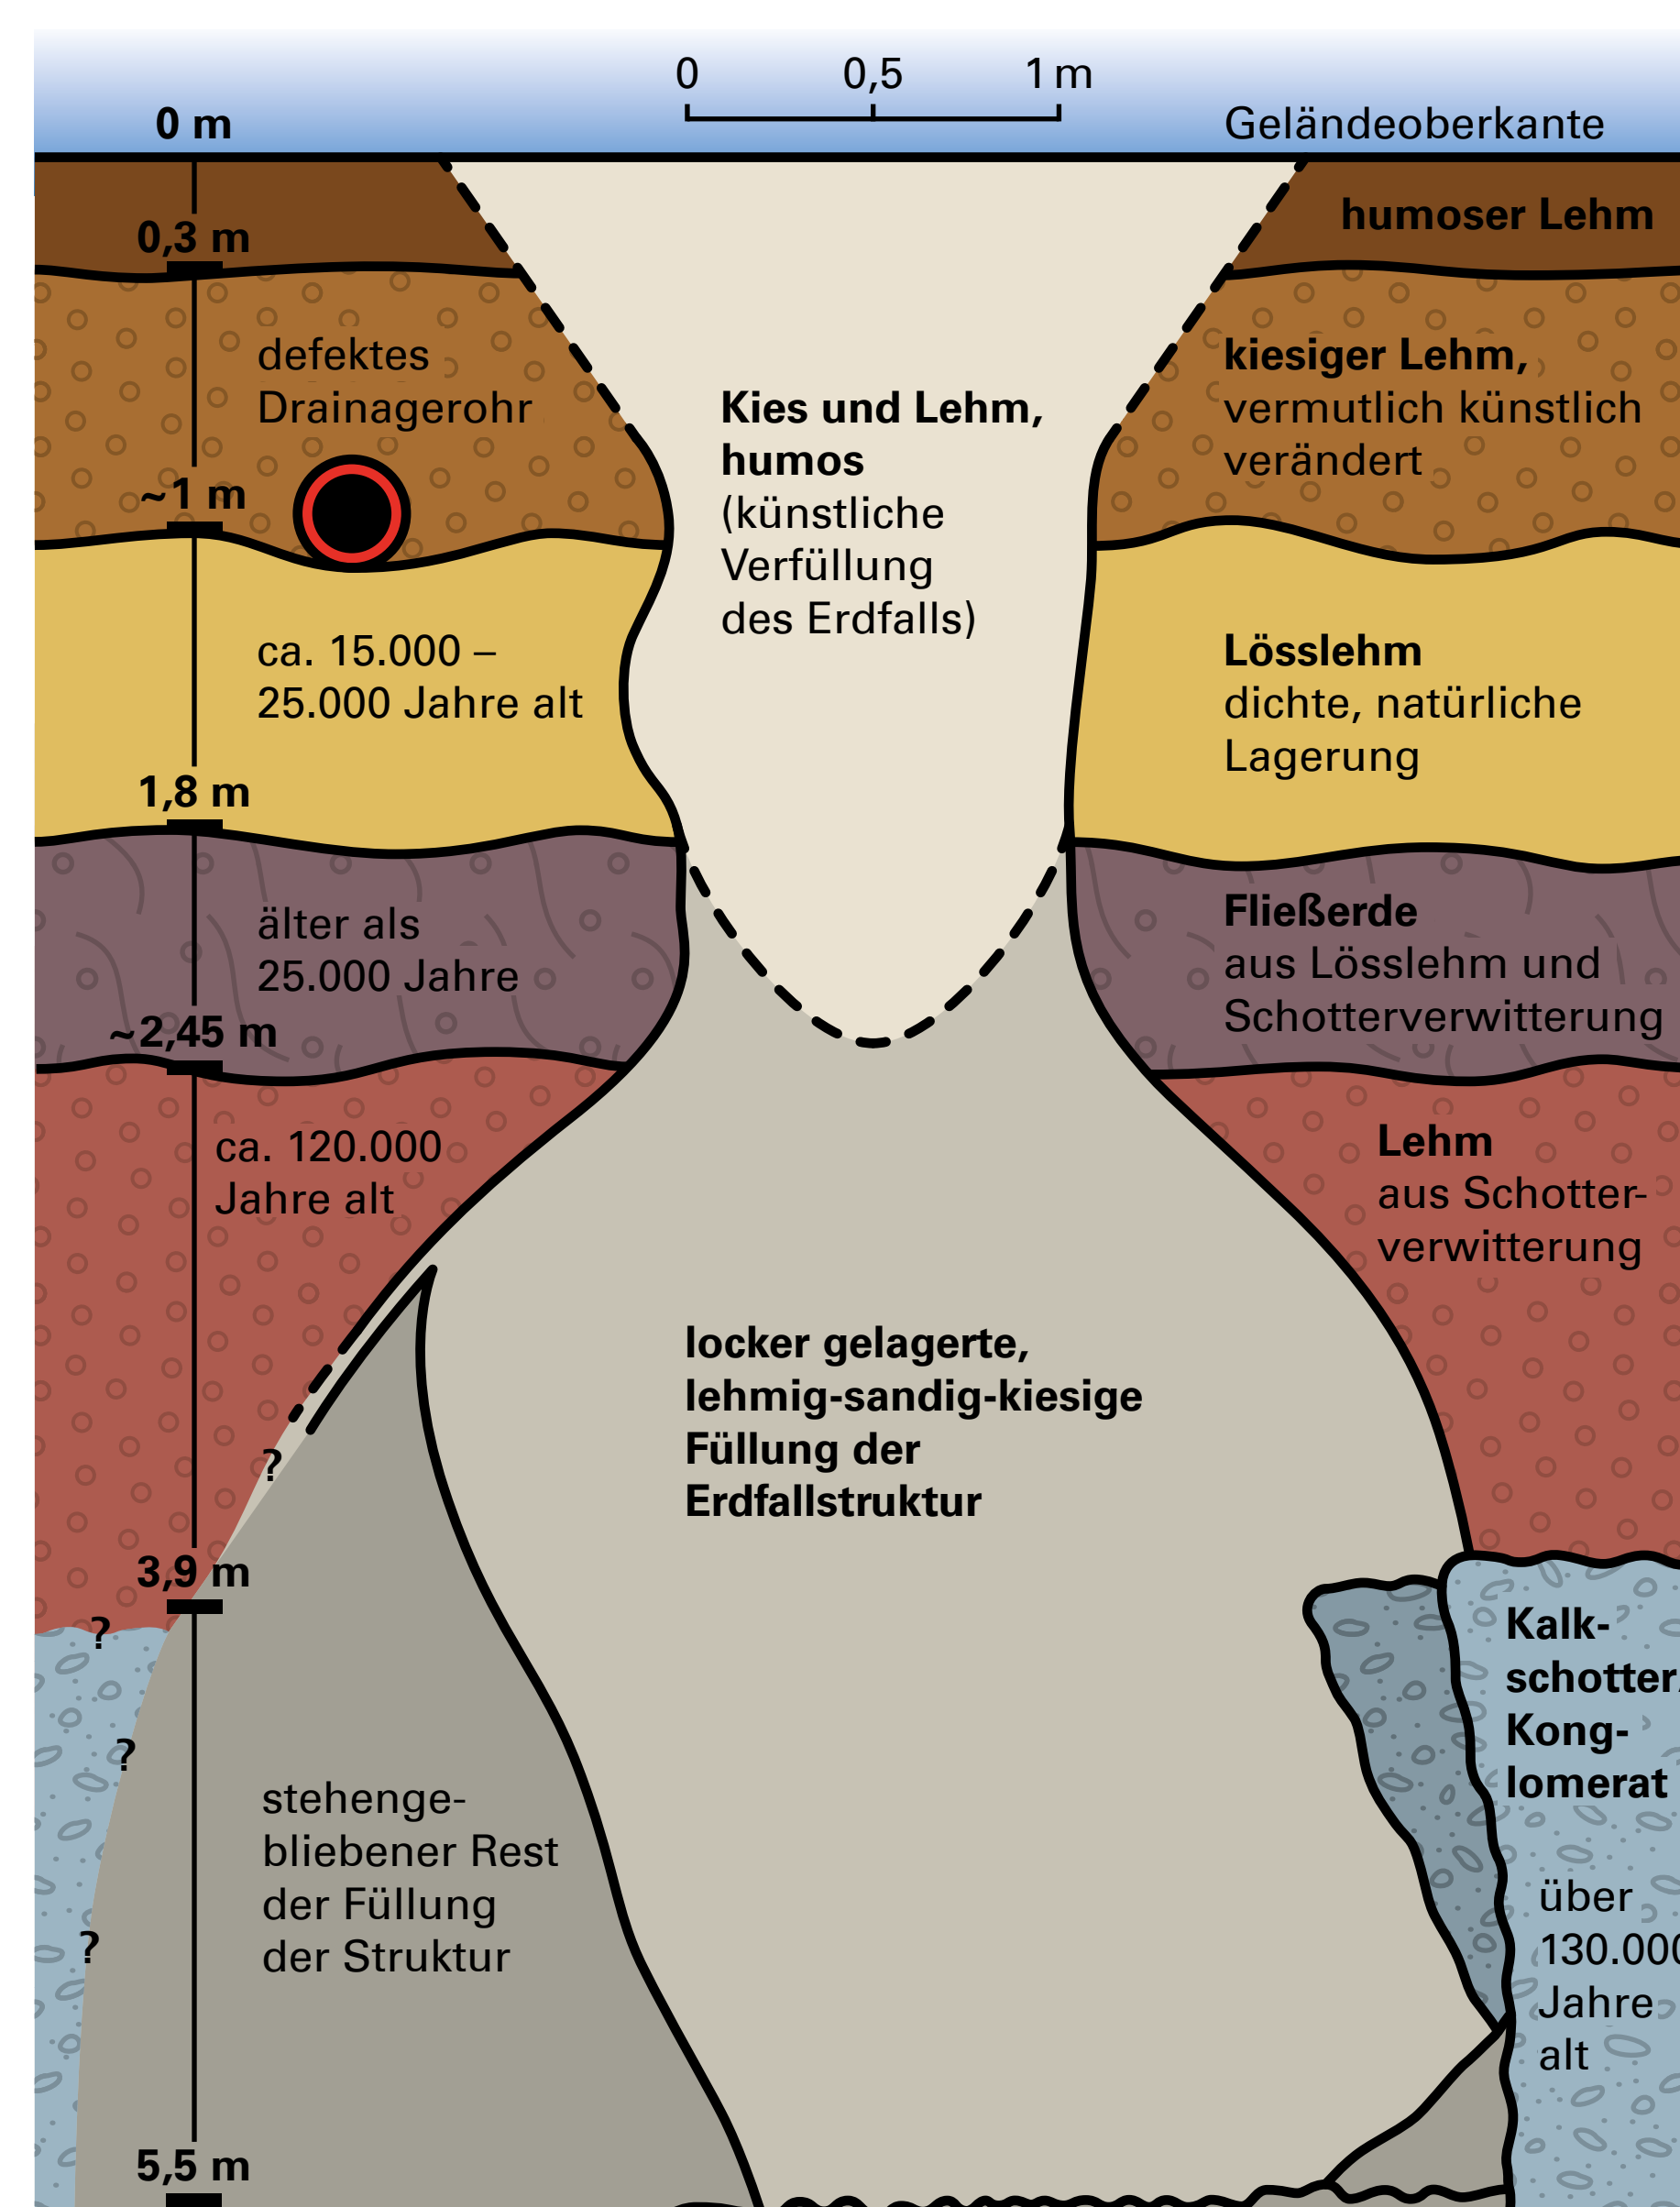 0 0,5 1 m
0 m
Geländeoberkante
humoser Lehm
0,3 m
defektes
Drainagerohr
kiesiger Lehm,
vermutlich künstlich
verändert
Kies und Lehm,
humos
(künstliche
Verfüllung
des Erdfalls)
~1 m
ca. 15.000 –
25.000 Jahre alt
Lösslehm
dichte, natürliche
Lagerung
1,8 m
älter als
25.000 Jahre
Fließerde
aus Lösslehm und
Schotterverwitterung
~2,45 m
ca. 120.000
Jahre alt
Lehm
aus Schotter-
verwitterung
locker gelagerte,
lehmig-sandig-kiesige
Füllung der
Erdfallstruktur
?
3,9 m
?
Kalk-
schotter
Kong-
lomerat
?
stehenge-
bliebener Rest
der Füllung
der Struktur
?
über
130.000
Jahre
alt
5,5 m